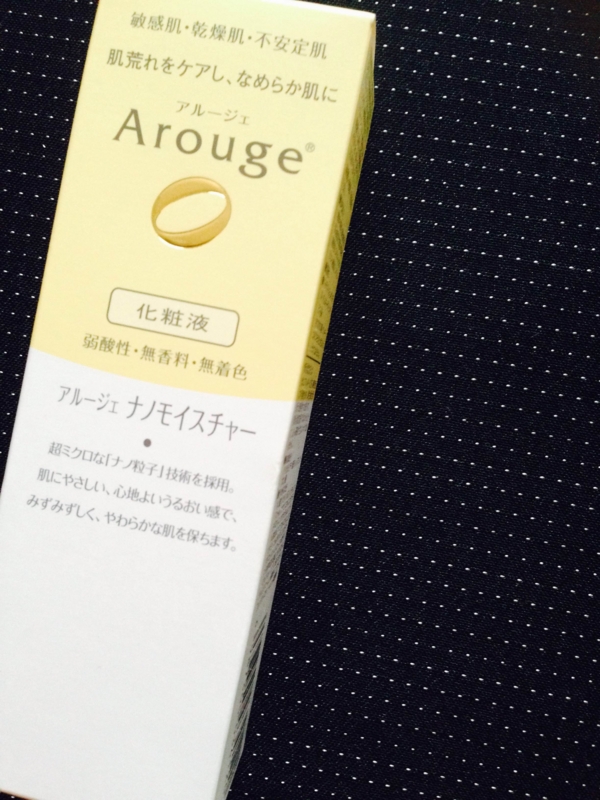 敏感肌・乾燥肌・不安定肌
肌荒れをケアし、なめらか肌に
アルージェ
Arouge®
化粧液
弱酸性・無香料・無着色
アルージェ ナノモイスチャー
●
超ミクロな「ナノ粒子」技術を採用。
肌にやさしい、心地よいうるおい感で、
みずみずしく、やわらかな肌を保ちます。